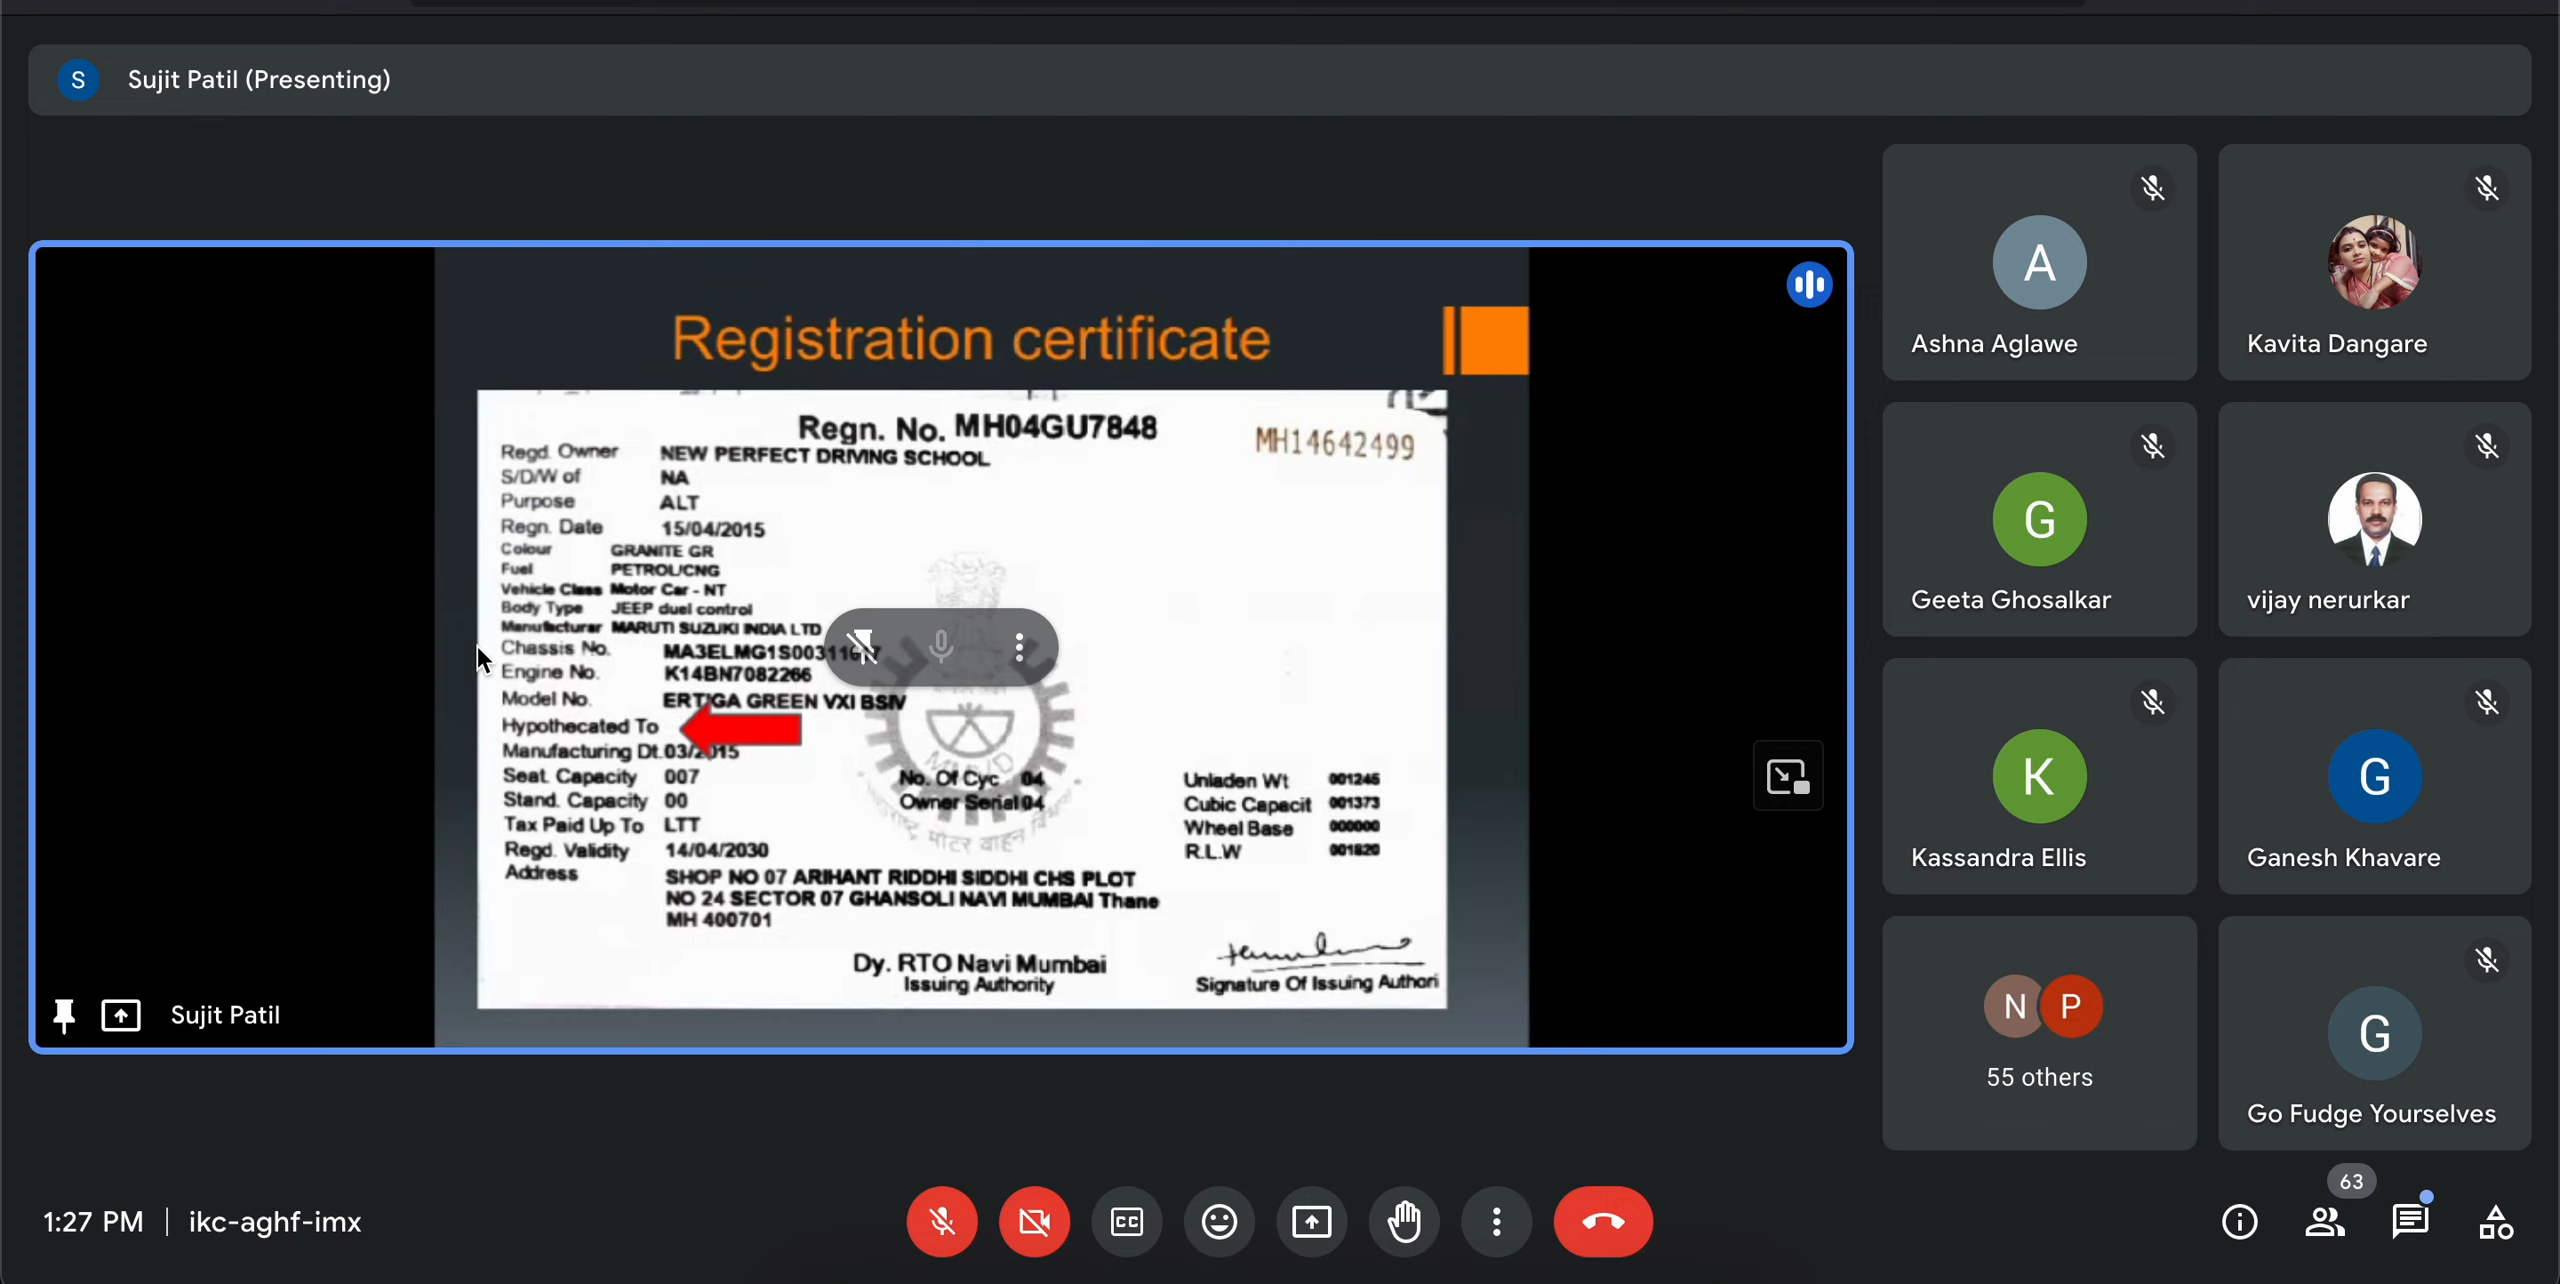 S Sujit Patil (Presenting)
Registration certificate
Regn. No. MH04GU7848
MH14642499
Regd. Owner NEW PERFECT DRIVING SCHOOL
S/D/W of NA
Purpose ALT
Regn. Date 15/04/2015
Colour GRANITE GR
Fuel PETROL/CNG
Vehicle Class Motor Car - NT
Body Type JEEP duel control
Manufacturer MARUTI SUZUKI INDIA LTD
Chassis No.
Engine No. K14BN7082266
Model No. ERTIGA GREEN VXI BSIV
Hypothecated To
Manufacturing Dt. 03/2015
Seat. Capacity 007 No. Of Cyc 04 Unladen Wt 001245
Stand. Capacity 00 Owner Serial 04 Cubic Capacit 001373
Tax Paid Up To LTT Wheel Base 000000
Regd. Validity 14/04/2030 R.L.W 001820
मोटर वाहन
Address SHOP NO 07 ARIHANT RIDDHI SIDDHI CHS PLOT
NO 24 SECTOR 07 GHANSOLI NAVI MUMBAI Thane
MH 400701
Dy. RTO Navi Mumbai
Issuing Authority Signature Of Issuing Authori
Sujit Patil
A
Ashna Aglawe
Kavita Dangare
G
Geeta Ghosalkar
vijay nerurkar
K
Kassandra Ellis
G
Ganesh Khavare
N P
55 others
G
Go Fudge Yourselves
1:27 PM | ikc-aghf-imx
CC
63